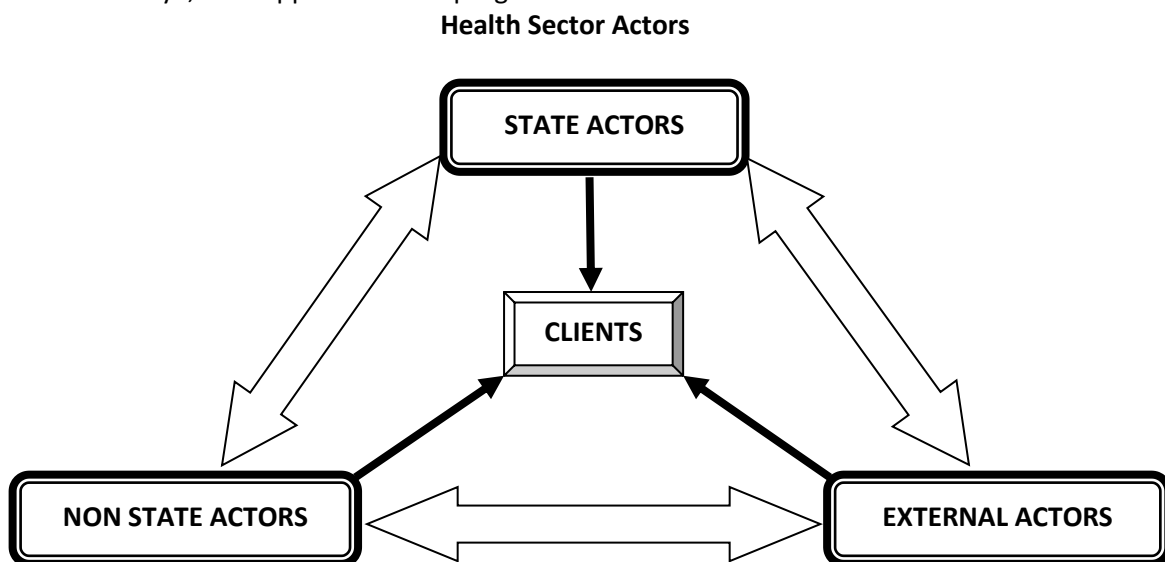 Health Sector Actors
STATE ACTORS
CLIENTS
NON STATE ACTORS
EXTERNAL ACTORS